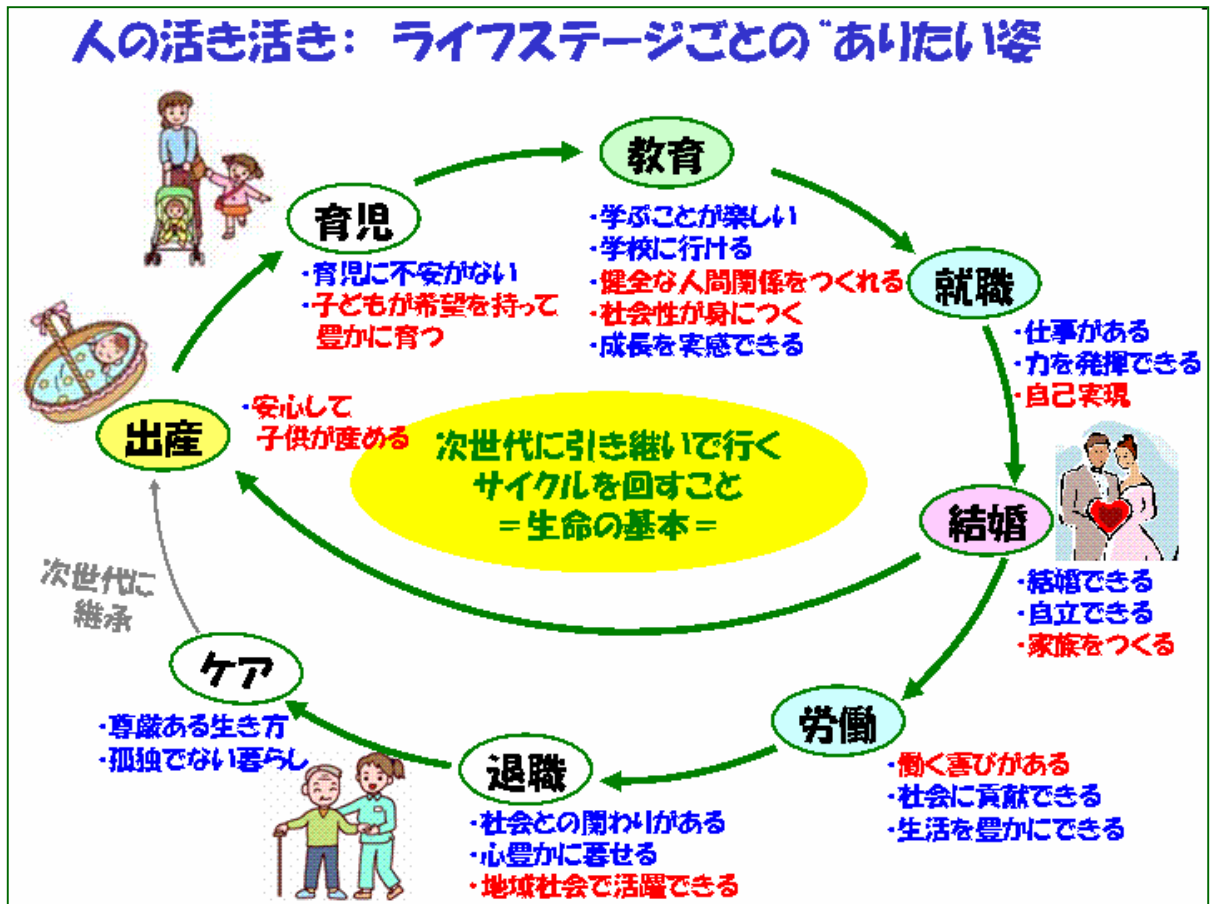 人の活き活き: ライフステージごとの“ありたい姿
教育
・学ぶことが楽しい
・学校に行ける
・健全な人間関係をつくれる
・社会性が身につく
・成長を実感できる
育児
・育児に不安がない
・子どもが希望を持って
豊かに育つ
就職
・仕事がある
・力を発揮できる
・自己実現
出産
・安心して
子供が産める
次世代に引き継いで行く
サイクルを回すこと
=生命の基本=
結婚
・結婚できる
・自立できる
・家族をつくる
次世代に
継承
ケア
・尊厳ある生き方
・孤独でない暮らし
労働
・働く喜びがある
・社会に貢献できる
・生活を豊かにできる
退職
・社会との関わりがある
・心豊かに暮せる
・地域社会で活躍できる